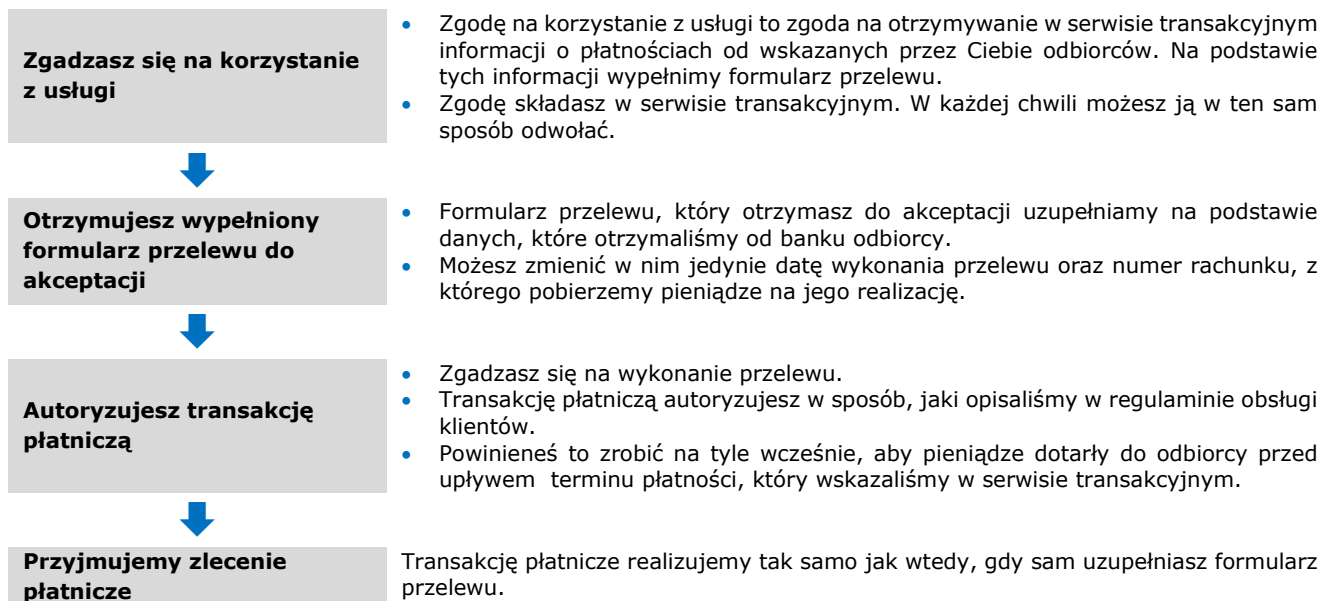 Zgadzasz się na korzystanie
z usługi
• Zgodę na korzystanie z usługi to zgoda na otrzymywanie w serwisie transakcyjnym
informacji o płatnościach od wskazanych przez Ciebie odbiorców. Na podstawie
tych informacji wypełnimy formularz przelewu.
• Zgodę składasz w serwisie transakcyjnym. W każdej chwili możesz ją w ten sam
sposób odwołać.
Otrzymujesz wypełniony
formularz przelewu do
akceptacji
• Formularz przelewu, który otrzymasz do akceptacji uzupełniamy na podstawie
danych, które otrzymaliśmy od banku odbiorcy.
• Możesz zmienić w nim jedynie datę wykonania przelewu oraz numer rachunku, z
którego pobierzemy pieniądze na jego realizację.
Autoryzujesz transakcję
płatniczą
• Zgadzasz się na wykonanie przelewu.
• Transakcję płatniczą autoryzujesz w sposób, jaki opisaliśmy w regulaminie obsługi
klientów.
• Powinieneś to zrobić na tyle wcześnie, aby pieniądze dotarły do odbiorcy przed
upływem terminu płatności, który wskazaliśmy w serwisie transakcyjnym.
Przyjmujemy zlecenie
płatnicze
Transakcję płatnicze realizujemy tak samo jak wtedy, gdy sam uzupełniasz formularz
przelewu.